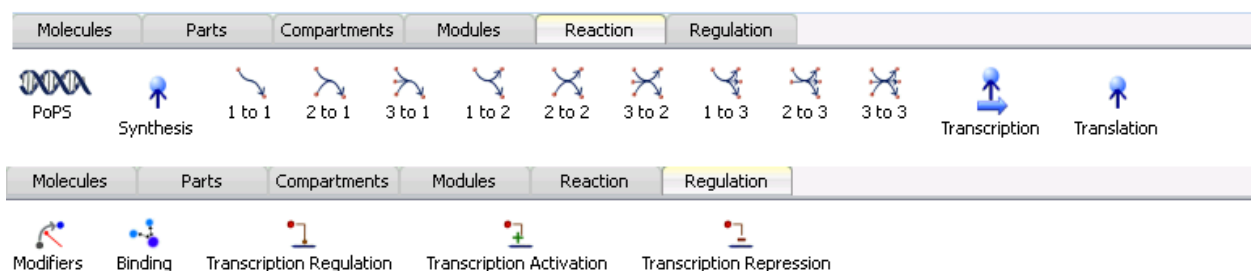 Molecules Parts Compartments Modules Reaction Regulation
PoPS Synthesis 1 to 1 2 to 1 3 to 1 1 to 2 2 to 2 3 to 2 1 to 3 2 to 3 3 to 3 Transcription Translation
Molecules Parts Compartments Modules Reaction Regulation
Modifiers Binding Transcription Regulation Transcription Activation Transcription Repression